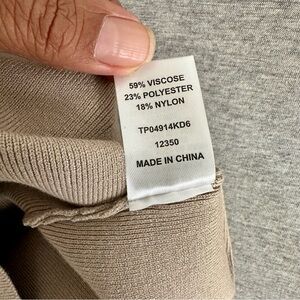 59% VISCOSE
23% POLYESTER
18% NYLON
TP04914KD6
12350
MADE IN CHINA